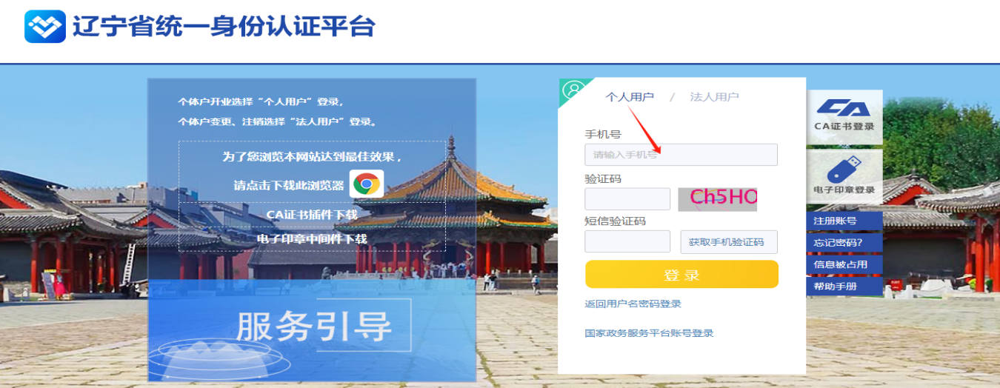 辽宁省统一身份认证平台
个体户开业选择“个人用户”登录，
个体户变更、注销选择“法人用户”登录。
为了您浏览本网站达到最佳效果，
请点击下载此浏览器
CA证书插件下载
电子印章中间件下载
服务引导
个人用户 / 法人用户
手机号
请输入手机号
验证码
Ch5HO
短信验证码
获取手机验证码
登录
返回用户名密码登录
国家政务服务平台账号登录
CA
CA证书登录
电子印章登录
注册账号
忘记密码?
信息被占用
帮助手册